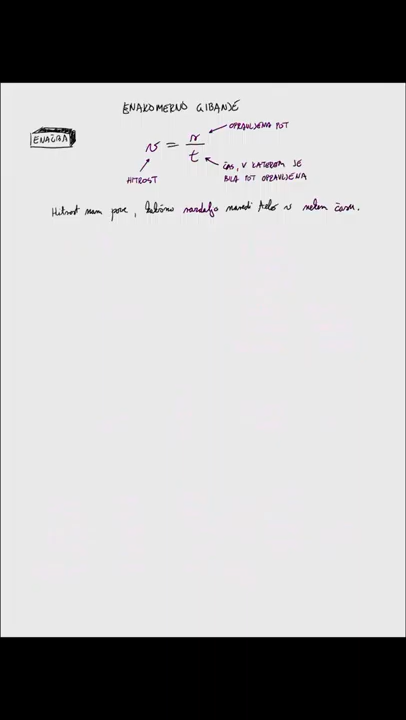 ENAKOMERNO GIBANJE
ENAČBA
v = s / t
OPRAVLJENA POT
HITROST
ČAS, V KATEREM JE
BILA POT OPRAVLJENA
Hitrost nam pove, kakšno razdaljo naredi telo v nekem času.